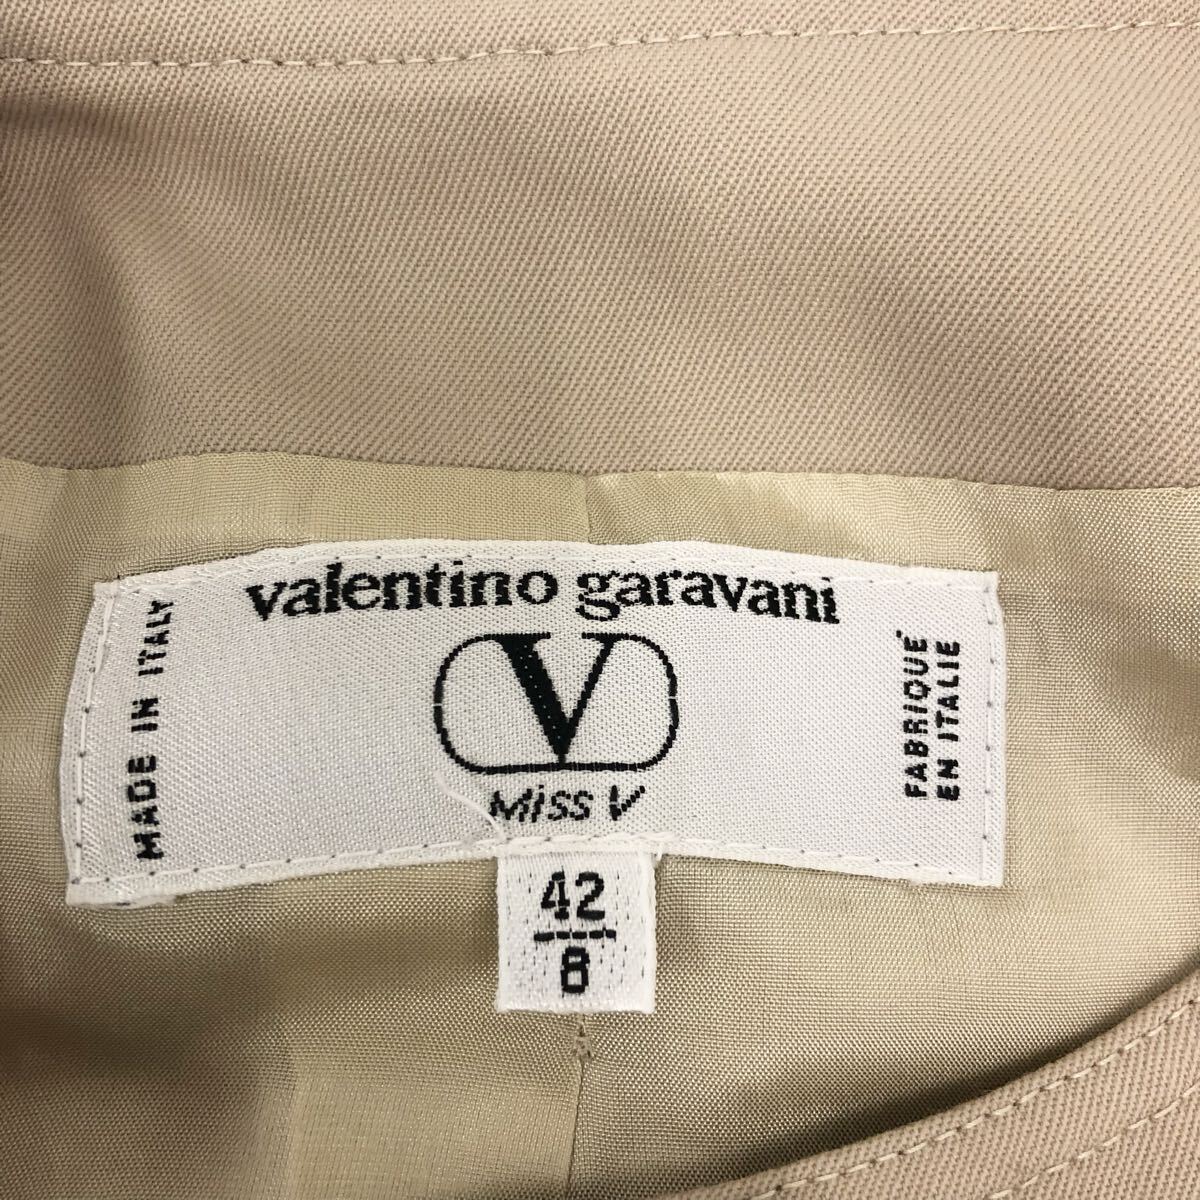 valentino garavani
V
Miss V
MADE IN ITALY
FABRIQUÉ
EN ITALIE
42
8